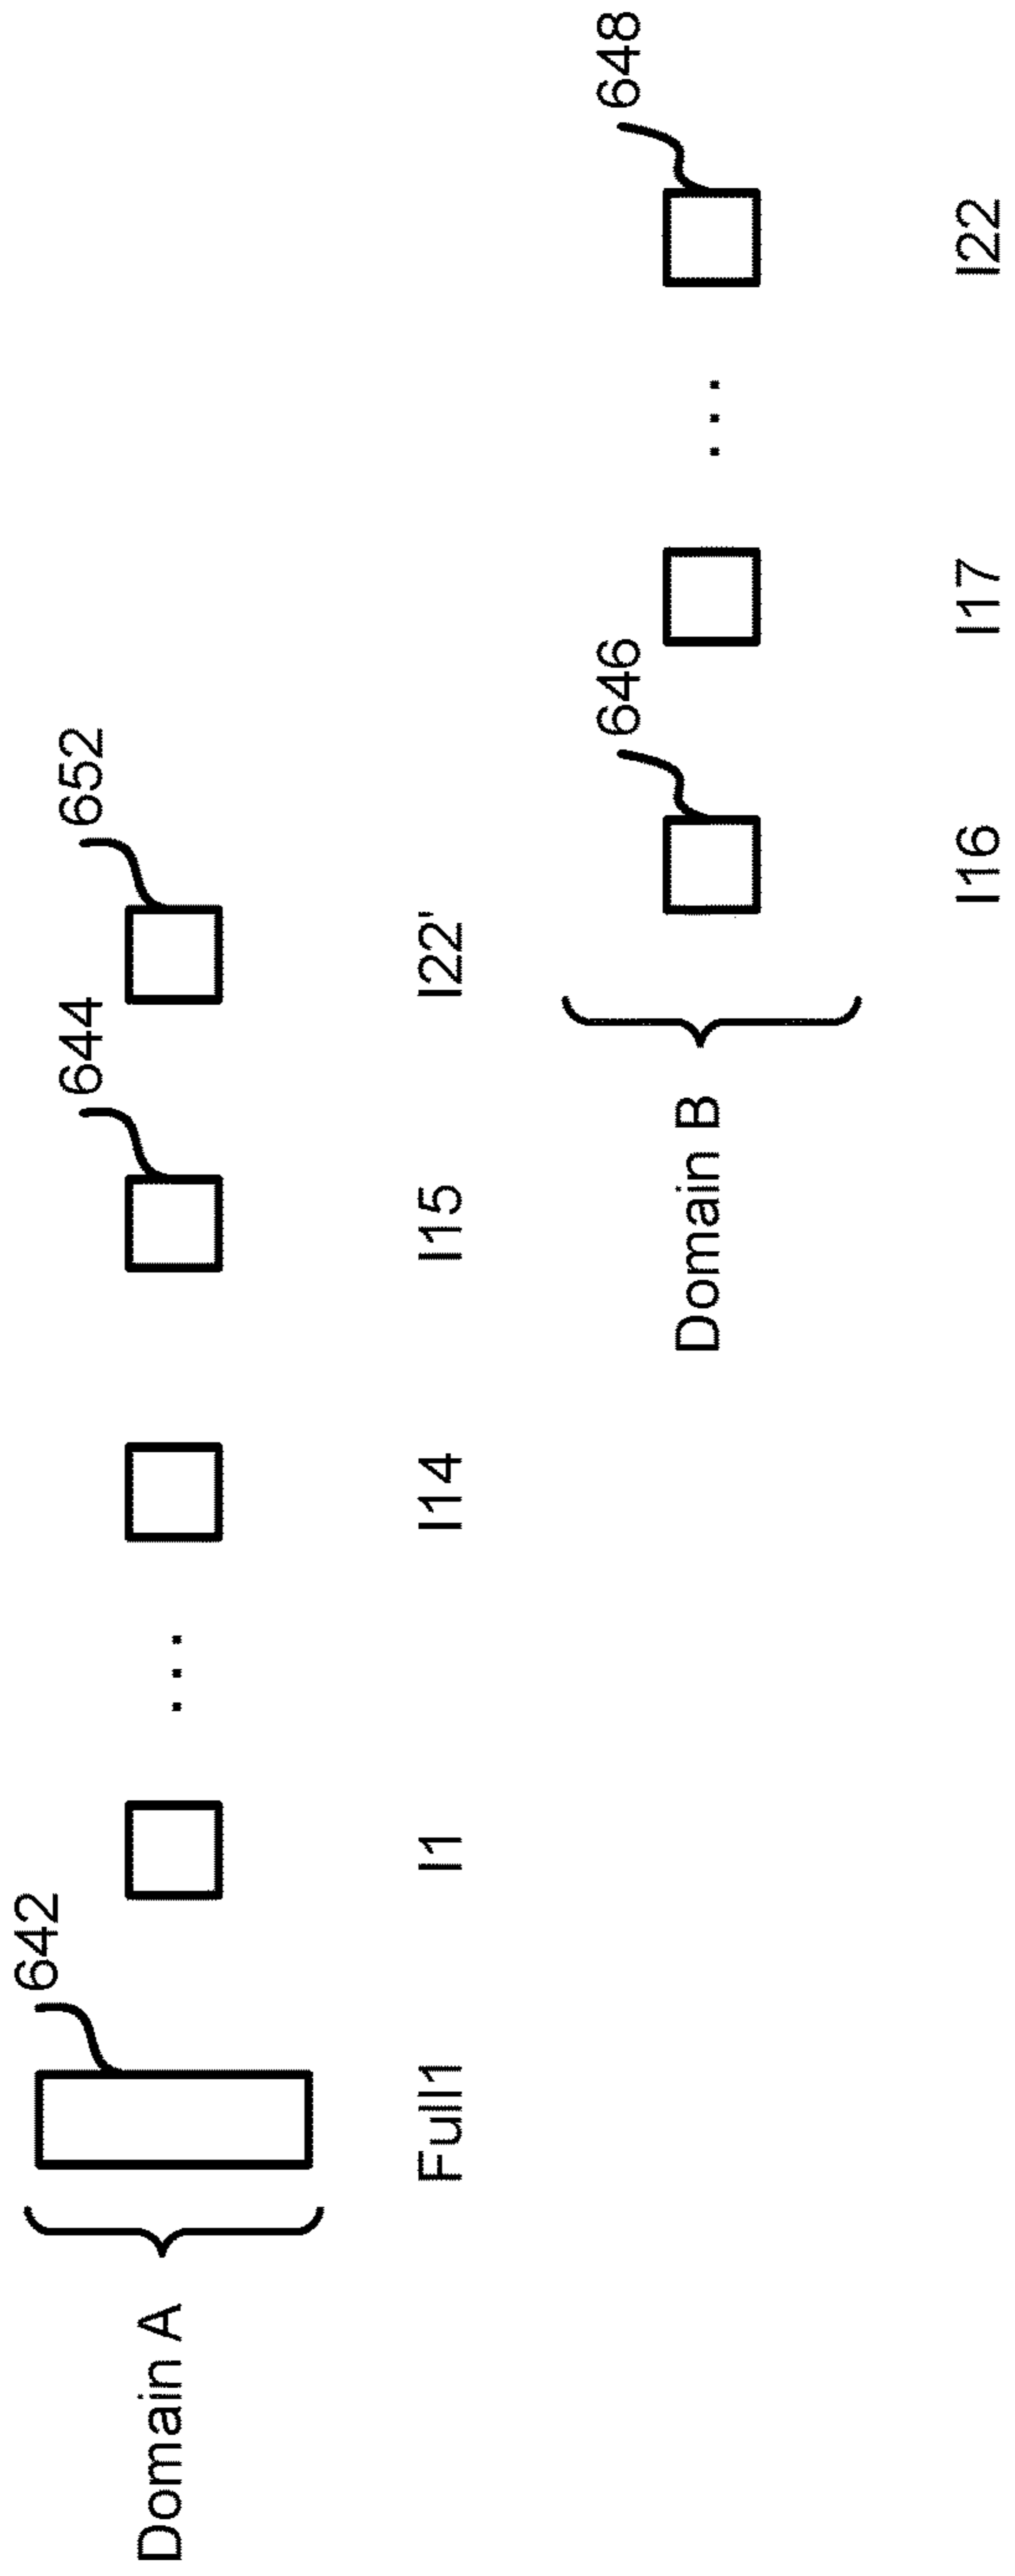 642
644
652
Domain A
Full1
I1
...
I14
I15
I22'
646
648
Domain B
...
I16
I17
I22